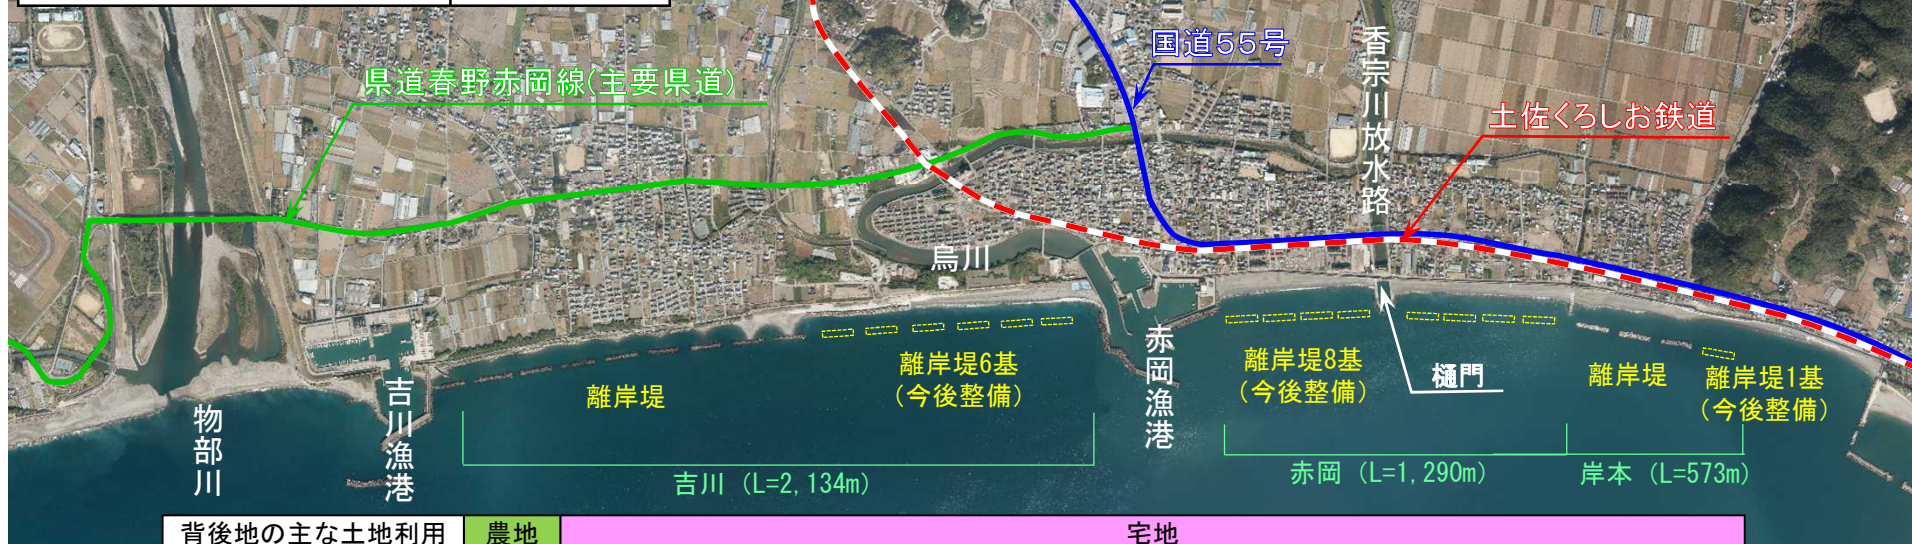 国道55号
香宗川放水路
県道春野赤岡線(主要県道)
土佐くろしお鉄道
烏川
離岸堤6基
(今後整備)
離岸堤
赤岡漁港
離岸堤8基
(今後整備)
樋門
離岸堤
離岸堤1基
(今後整備)
物部川
吉川漁港
吉川 (L=2,134m)
赤岡 (L=1,290m)
岸本 (L=573m)
背後地の主な土地利用
農地
宅地